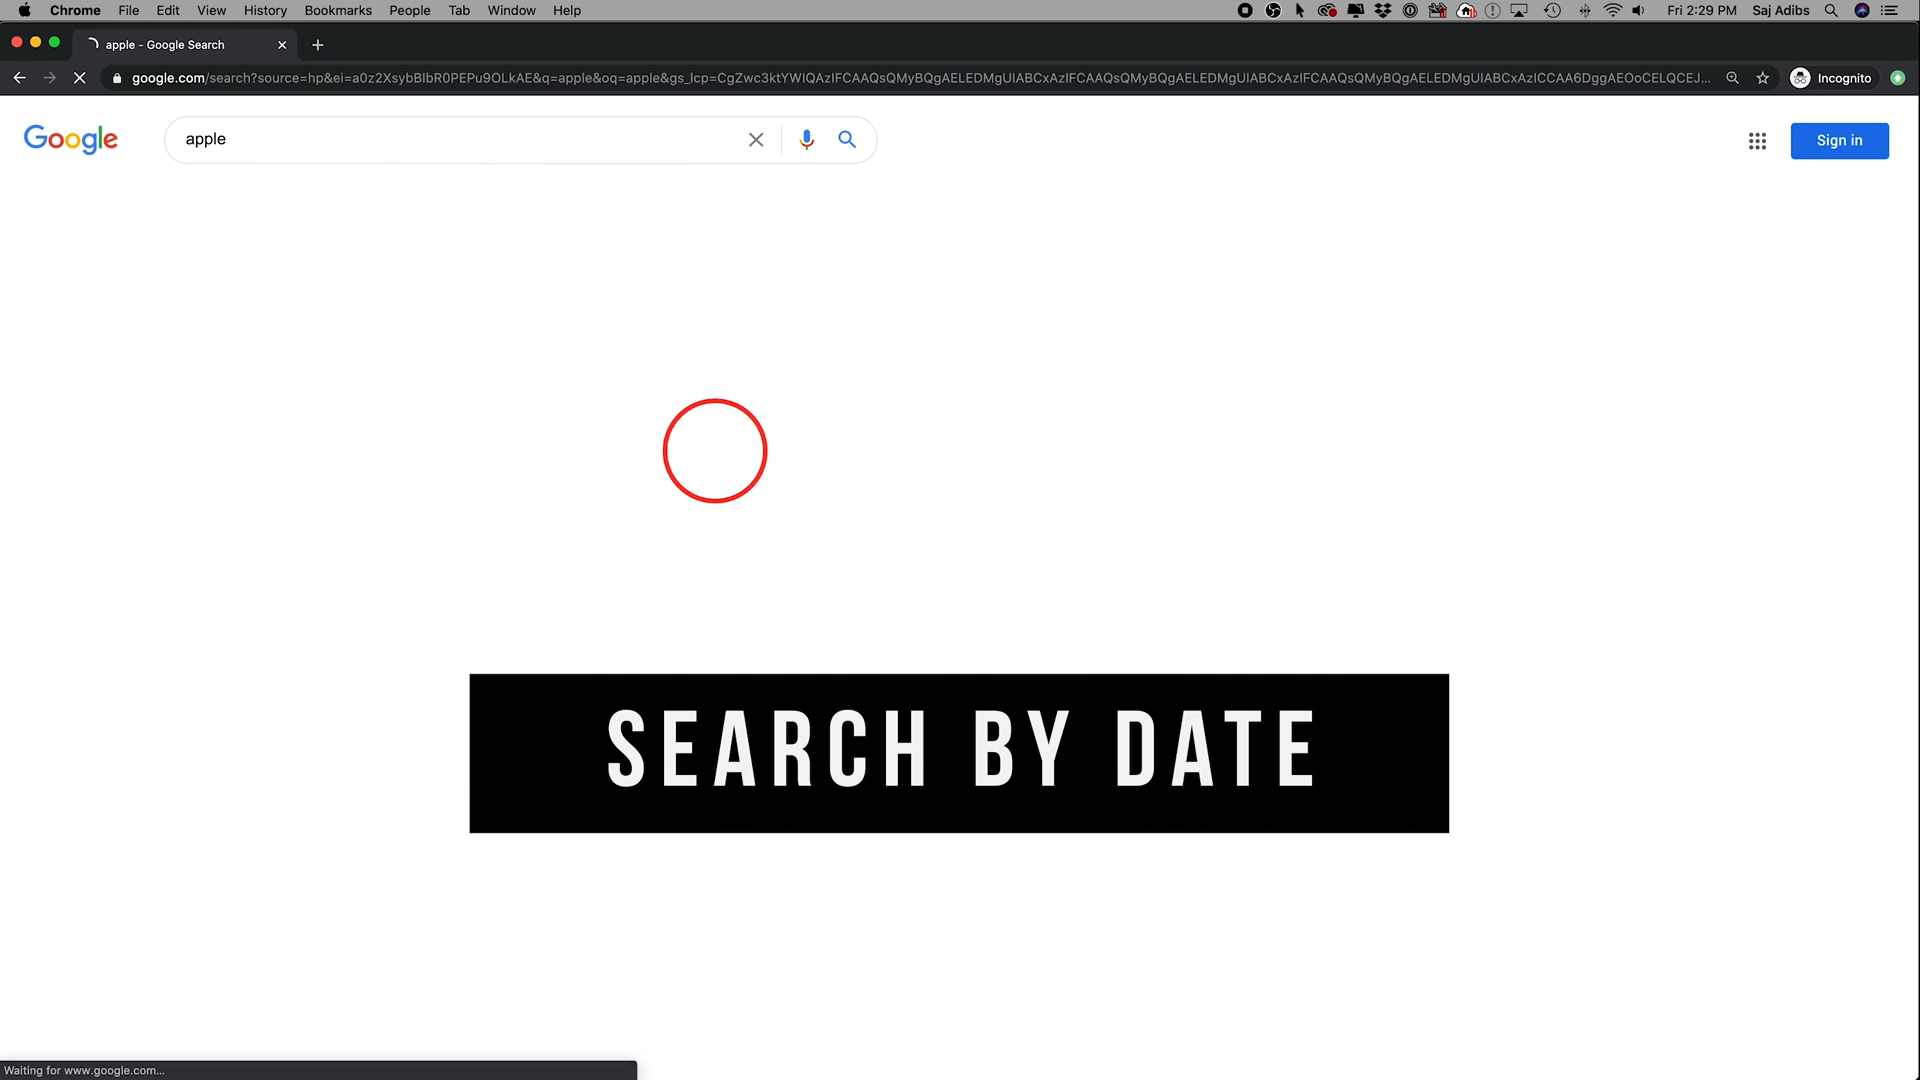 Chrome File Edit View History Bookmarks People Tab Window Help Fri 2:29 PM Saj Adibs
apple - Google Search
google.com/search?source=hp&ei=a0z2XsybBIbR0PEPu9OLkAE&q=apple&oq=apple&gs_lcp=CgZwc3ktYWIQAzIFCAAQsQMyBQgAELEDMgUIABCxAzIFCAAQsQMyBQgAELEDMgUIABCxAzIFCAAQsQMyBQgAELEDMgUIABCxAzICCAA6DggAEOoCELQCEEJ... Incognito
Google apple Sign in
SEARCH BY DATE
Waiting for www.google.com...